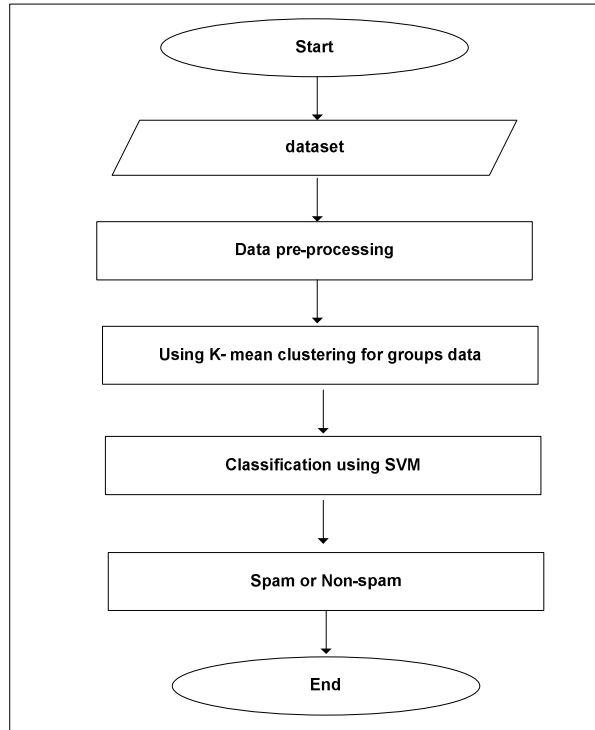 Start
dataset
Data pre-processing
Using K- mean clustering for groups data
Classification using SVM
Spam or Non-spam
End